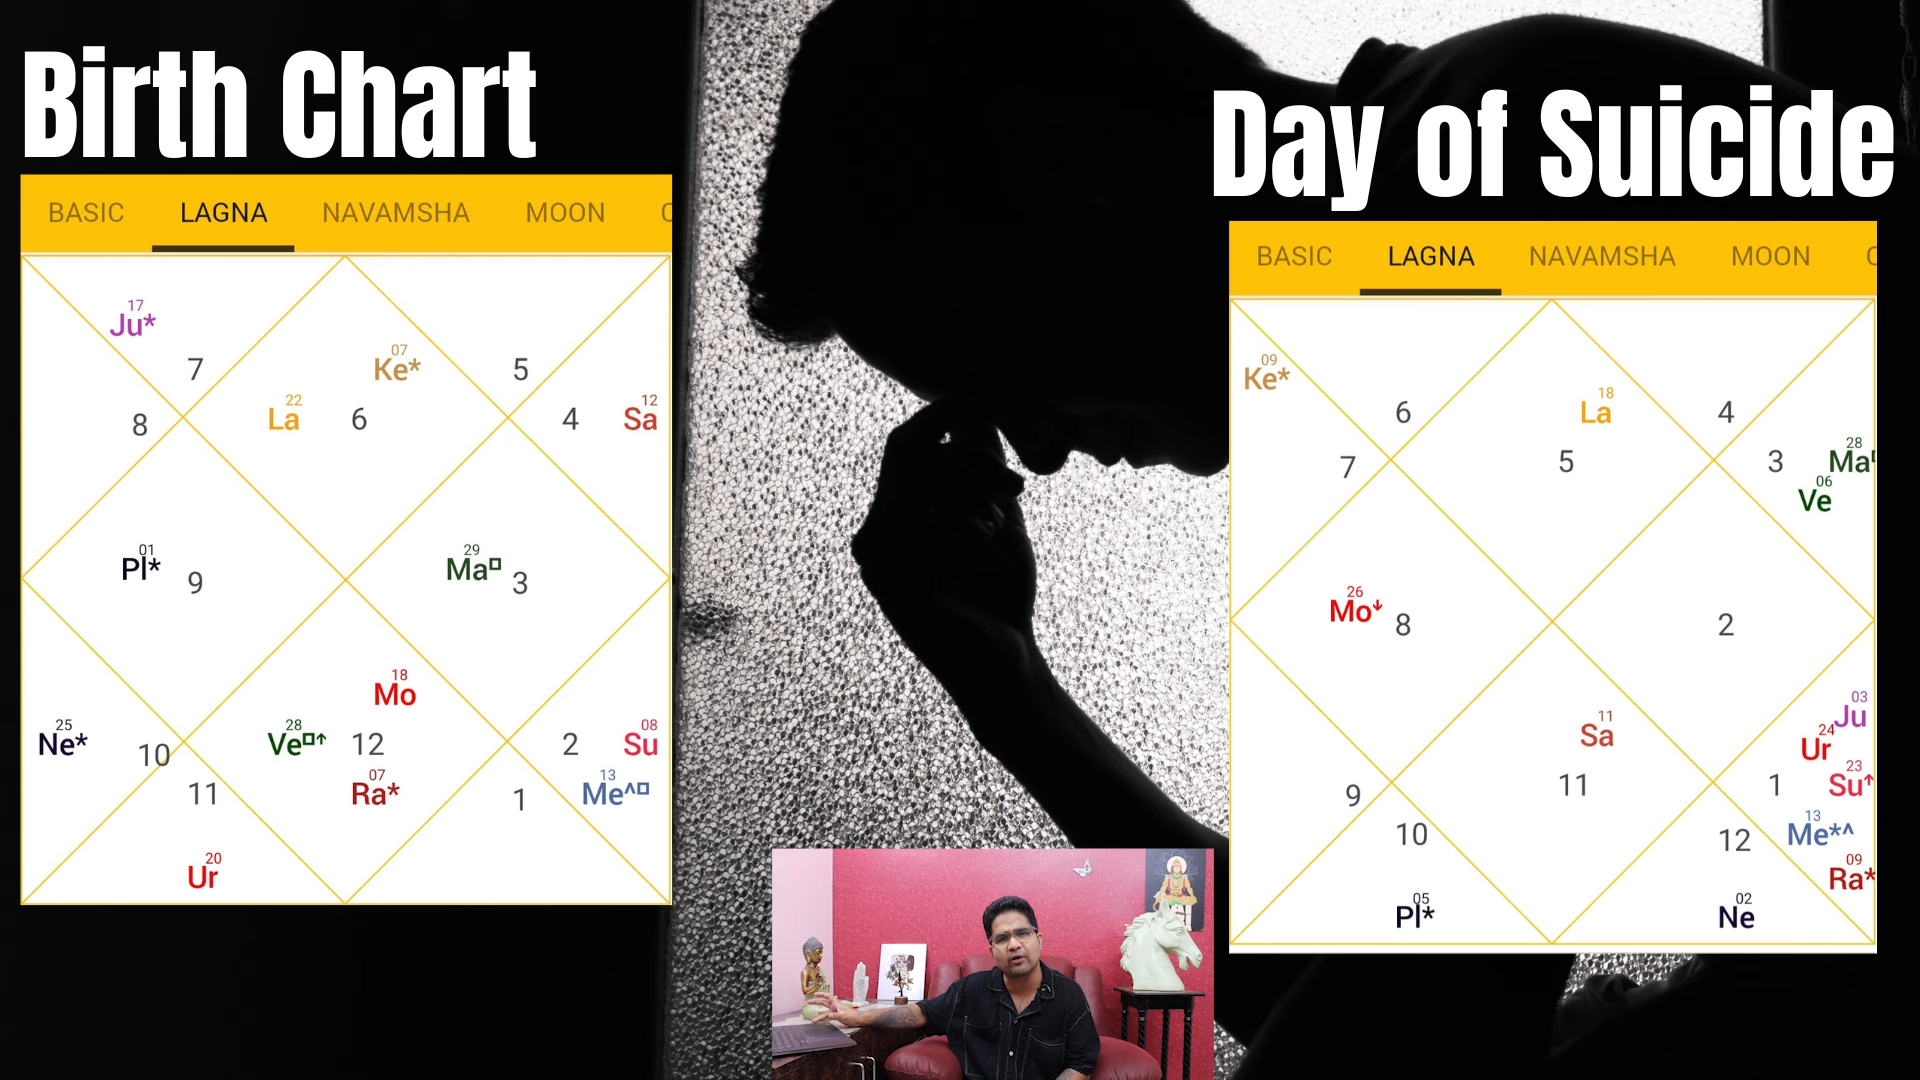 Birth Chart
BASIC LAGNA NAVAMSHA MOON
17
Ju*
7
07
Ke*
5
22
La
6
8
4
12
Sa
01
Pl*
9
29
Ma
3
18
Mo
25
Ne*
10
28
Ve↑
12
2
08
Su
11
07
Ra*
1
13
Me^
20
Ur
Day of Suicide
BASIC LAGNA NAVAMSHA MOON
09
Ke*
6
18
La
4
7
5
3
28
Ma
06
Ve
26
Mo↓
8
2
03
Ju
11
Sa
24
Ur
9
11
1
23
Su↑
10
12
13
Me*^
09
Ra*
05
Pl*
02
Ne